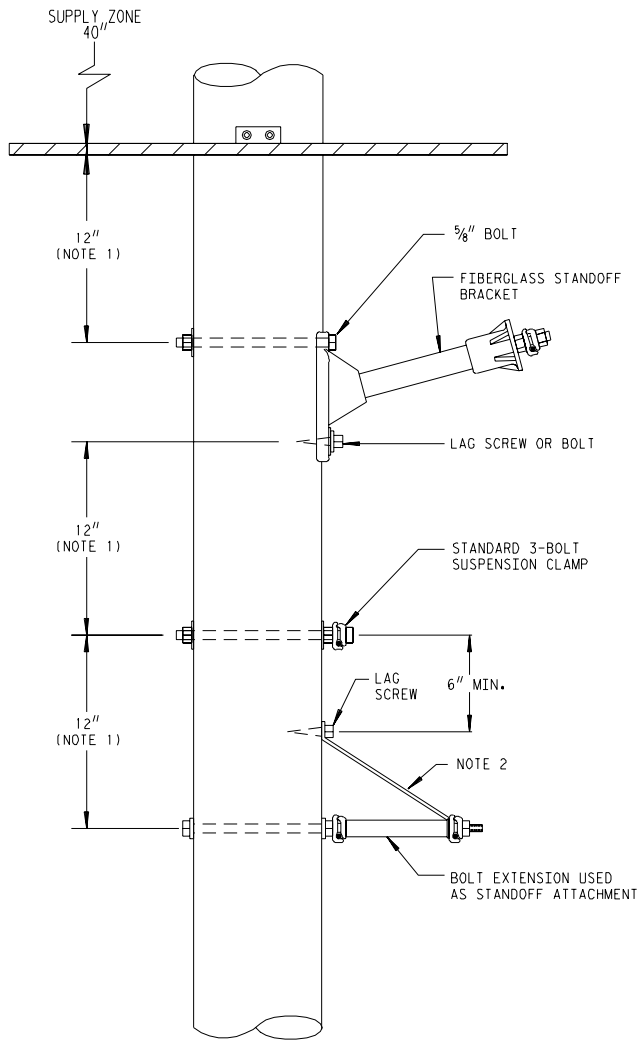 SUPPLY ZONE
40"
12"
(NOTE 1)
5/8" BOLT
FIBERGLASS STANDOFF
BRACKET
LAG SCREW OR BOLT
12"
(NOTE 1)
STANDARD 3-BOLT
SUSPENSION CLAMP
LAG
SCREW
6" MIN.
12"
(NOTE 1)
NOTE 2
BOLT EXTENSION USED
AS STANDOFF ATTACHMENT